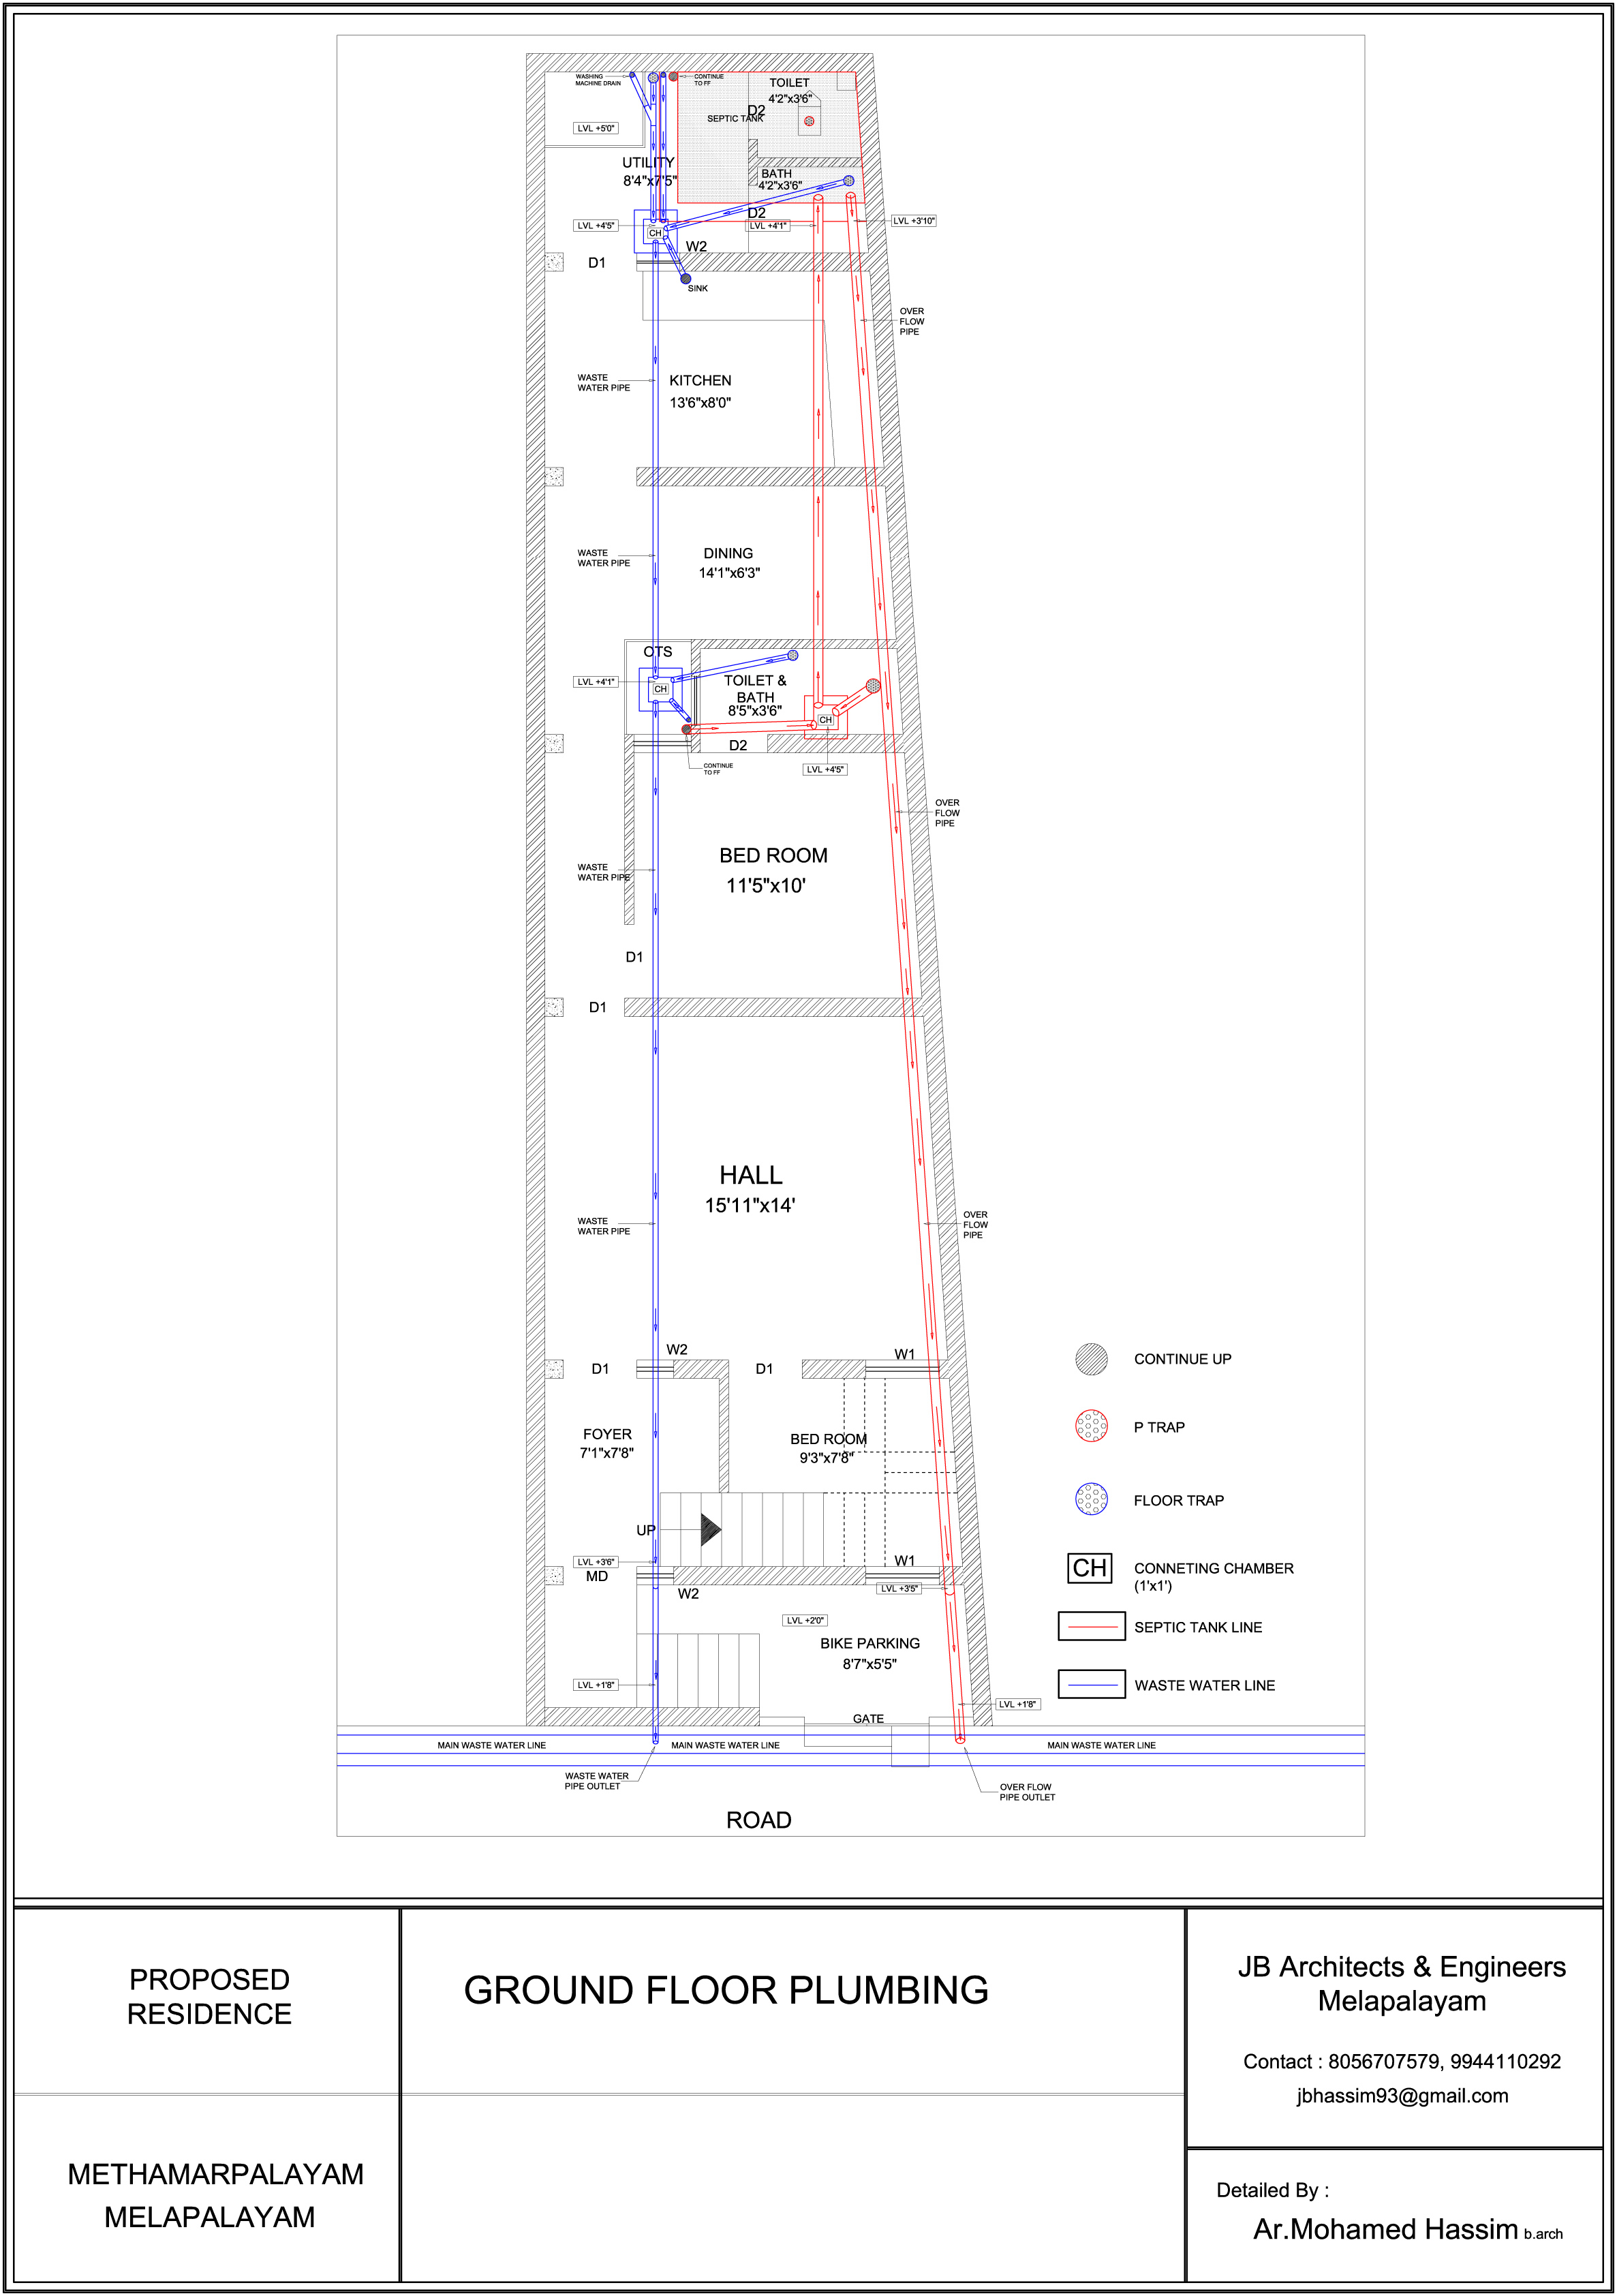 WASHING
MACHINE DRAIN
CONTINUE
TO FF
TOILET
4'2"x3'6"
D2
SEPTIC TANK
LVL +5'0"
UTILITY
8'4"x7'5"
BATH
4'2"x3'6"
D2
LVL +4'5"
CH
LVL +4'1"
LVL +3'10"
W2
D1
SINK
OVER
FLOW
PIPE
WASTE
WATER PIPE
KITCHEN
13'6"x8'0"
WASTE
WATER PIPE
DINING
14'1"x6'3"
OTS
LVL +4'1"
CH
TOILET &
BATH
8'5"x3'6"
CH
D2
CONTINUE
TO FF
LVL +4'5"
OVER
FLOW
PIPE
WASTE
WATER PIPE
BED ROOM
11'5"x10'
D1
D1
HALL
15'11"x14'
WASTE
WATER PIPE
OVER
FLOW
PIPE
W2
W1
D1
D1
CONTINUE UP
FOYER
7'1"x7'8"
BED ROOM
9'3"x7'8"
P TRAP
FLOOR TRAP
UP
LVL +3'6"
W1
MD
W2
LVL +3'5"
CH
CONNETING CHAMBER
(1'x1')
LVL +2'0"
BIKE PARKING
8'7"x5'5"
SEPTIC TANK LINE
LVL +1'8"
WASTE WATER LINE
LVL +1'8"
GATE
MAIN WASTE WATER LINE
MAIN WASTE WATER LINE
MAIN WASTE WATER LINE
WASTE WATER
PIPE OUTLET
OVER FLOW
PIPE OUTLET
ROAD
PROPOSED
RESIDENCE
GROUND FLOOR PLUMBING
JB Architects & Engineers
Melapalayam
Contact : 8056707579, 9944110292
jbhassim93@gmail.com
METHAMARPALAYAM
MELAPALAYAM
Detailed By :
Ar.Mohamed Hassim b.arch